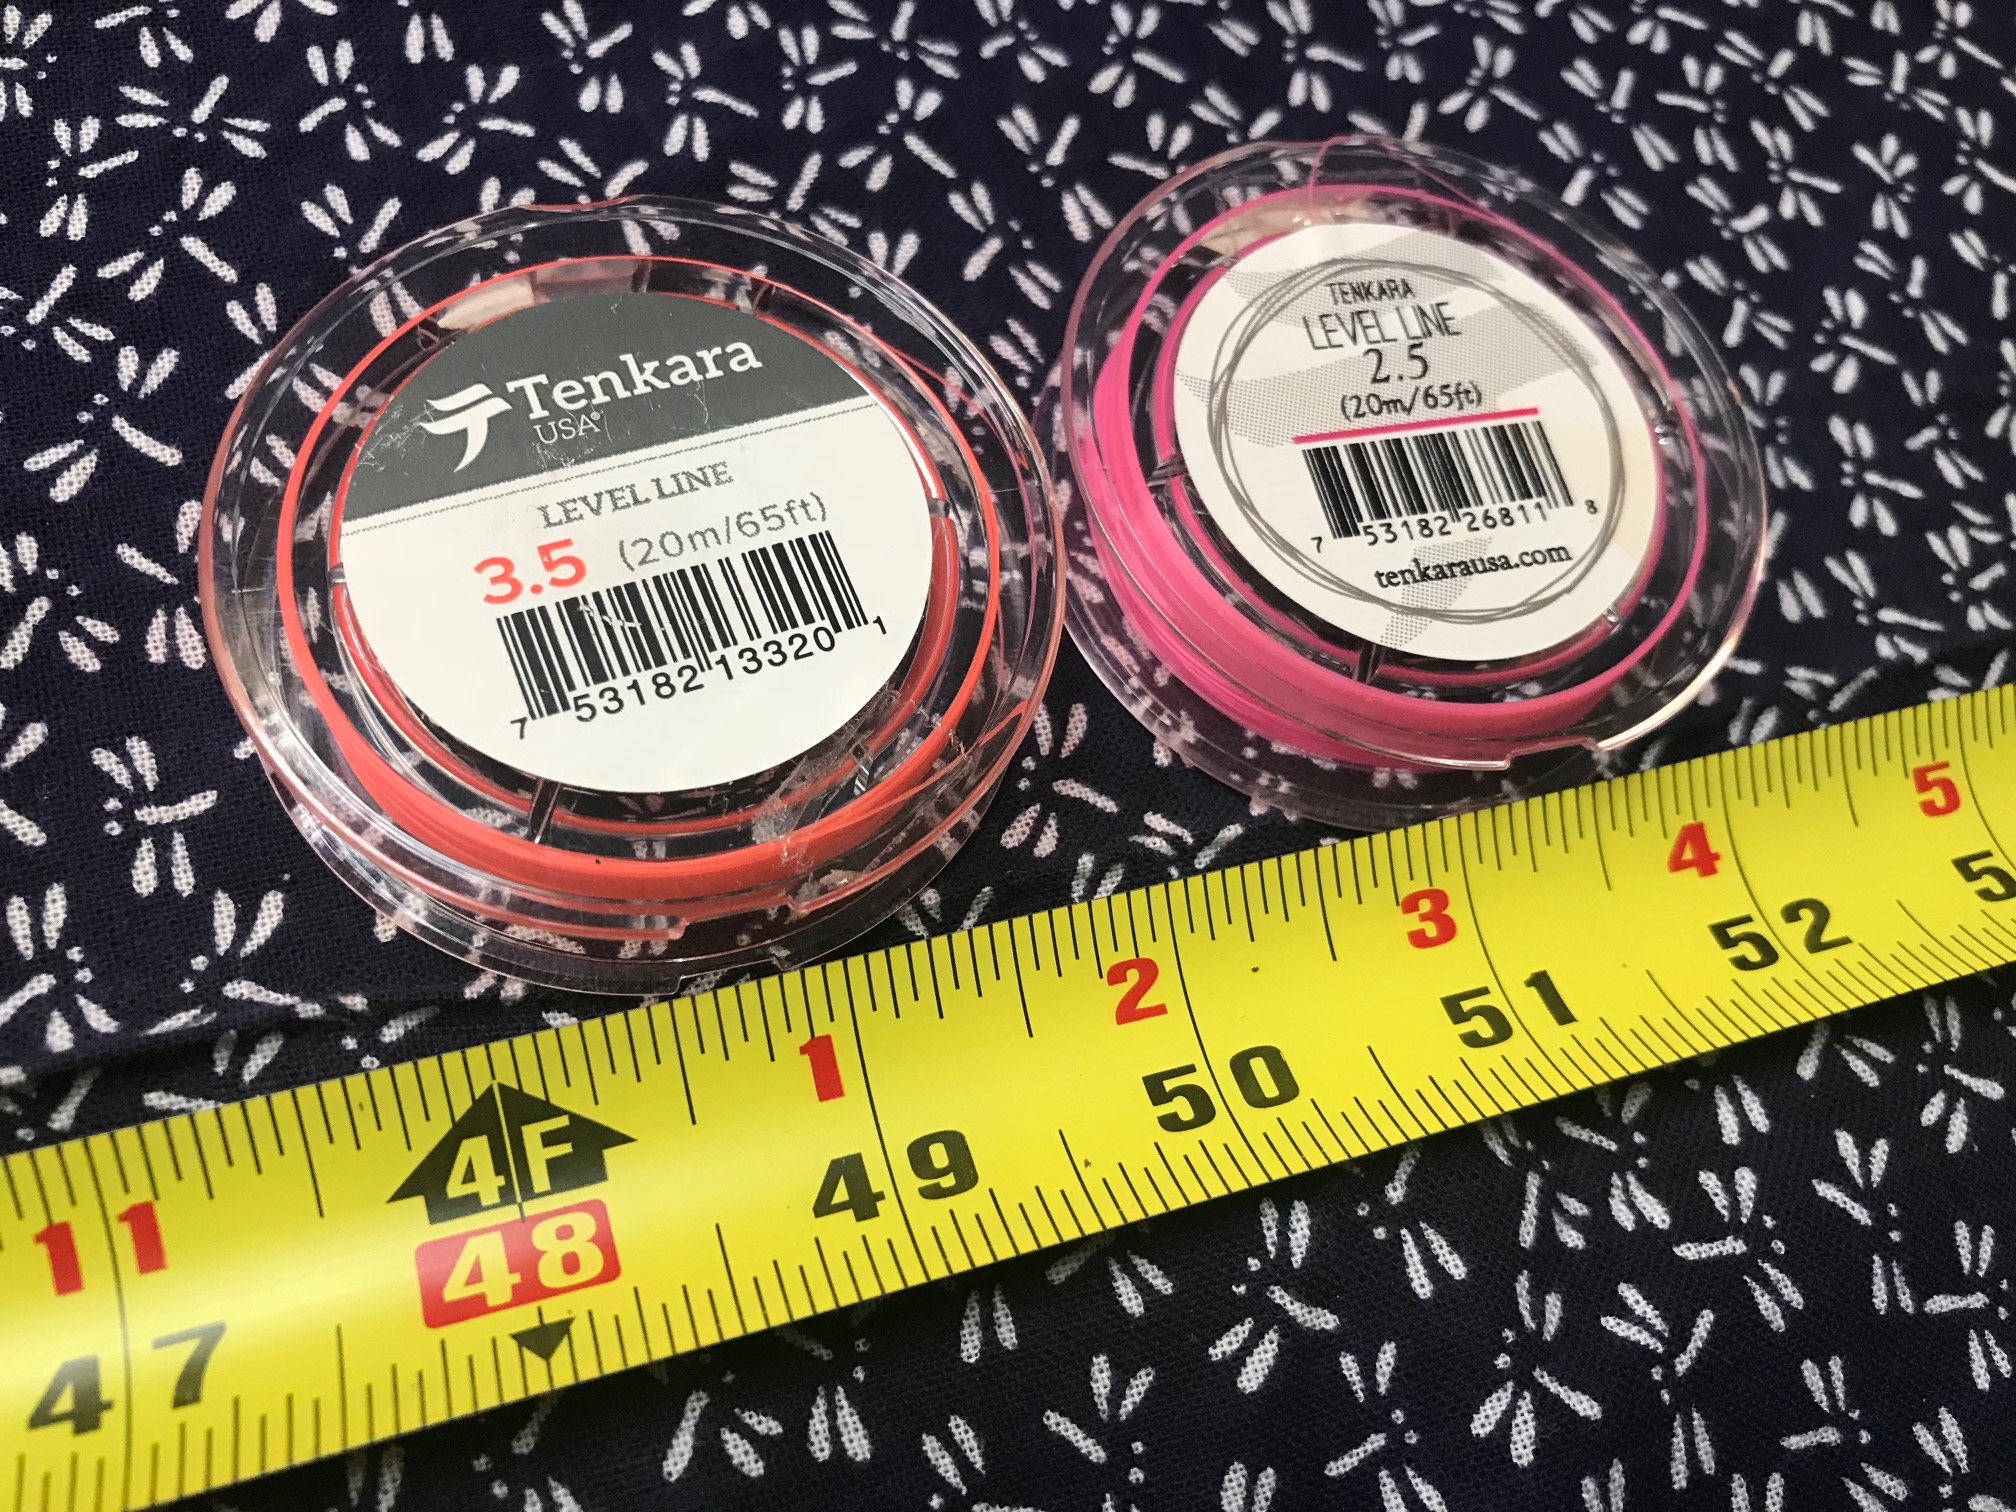 Tenkara
USA®
LEVEL LINE
3.5 (20m/65ft)
7 53182 13320 1
TENKARA
LEVEL LINE
2.5
(20m/65ft)
7 53182 26811 8
tenkarausa.com
11 4F 1 2 3 4 5
47 48 49 50 51 52 5